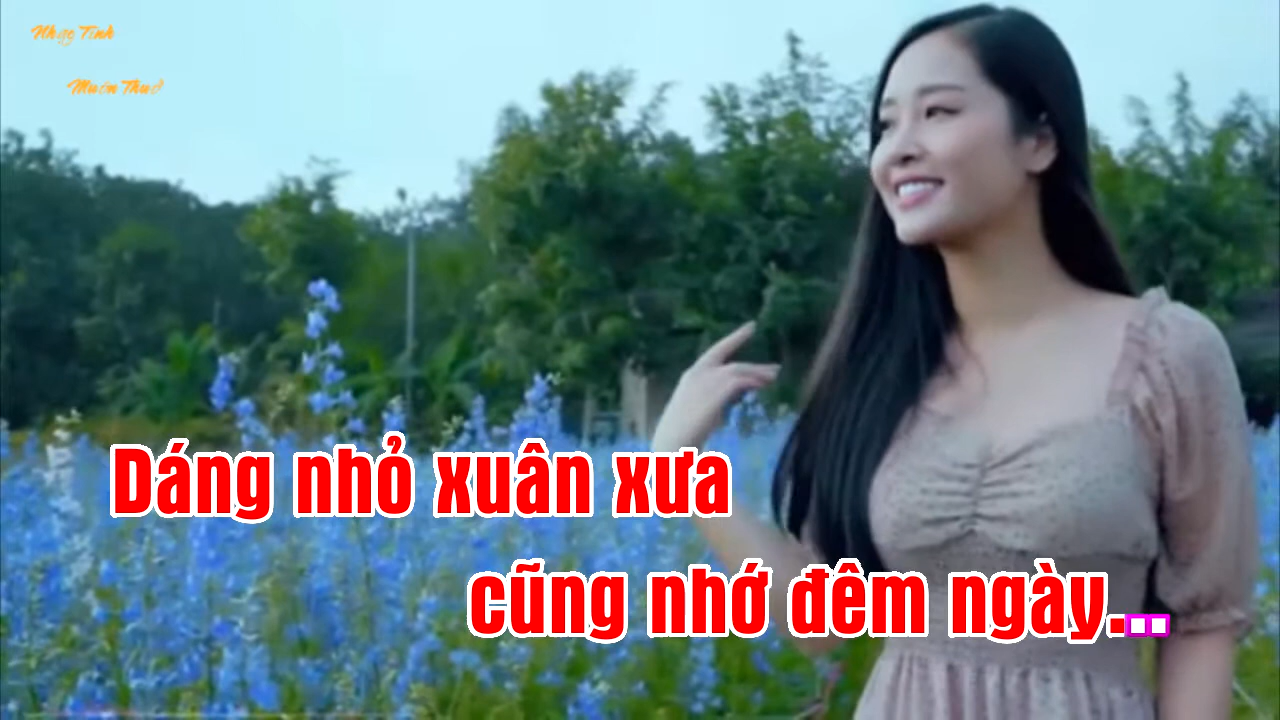 Nhạc Tình
Muôn Thuở
Dáng nhỏ xuân xưa
cũng nhớ đêm ngày...